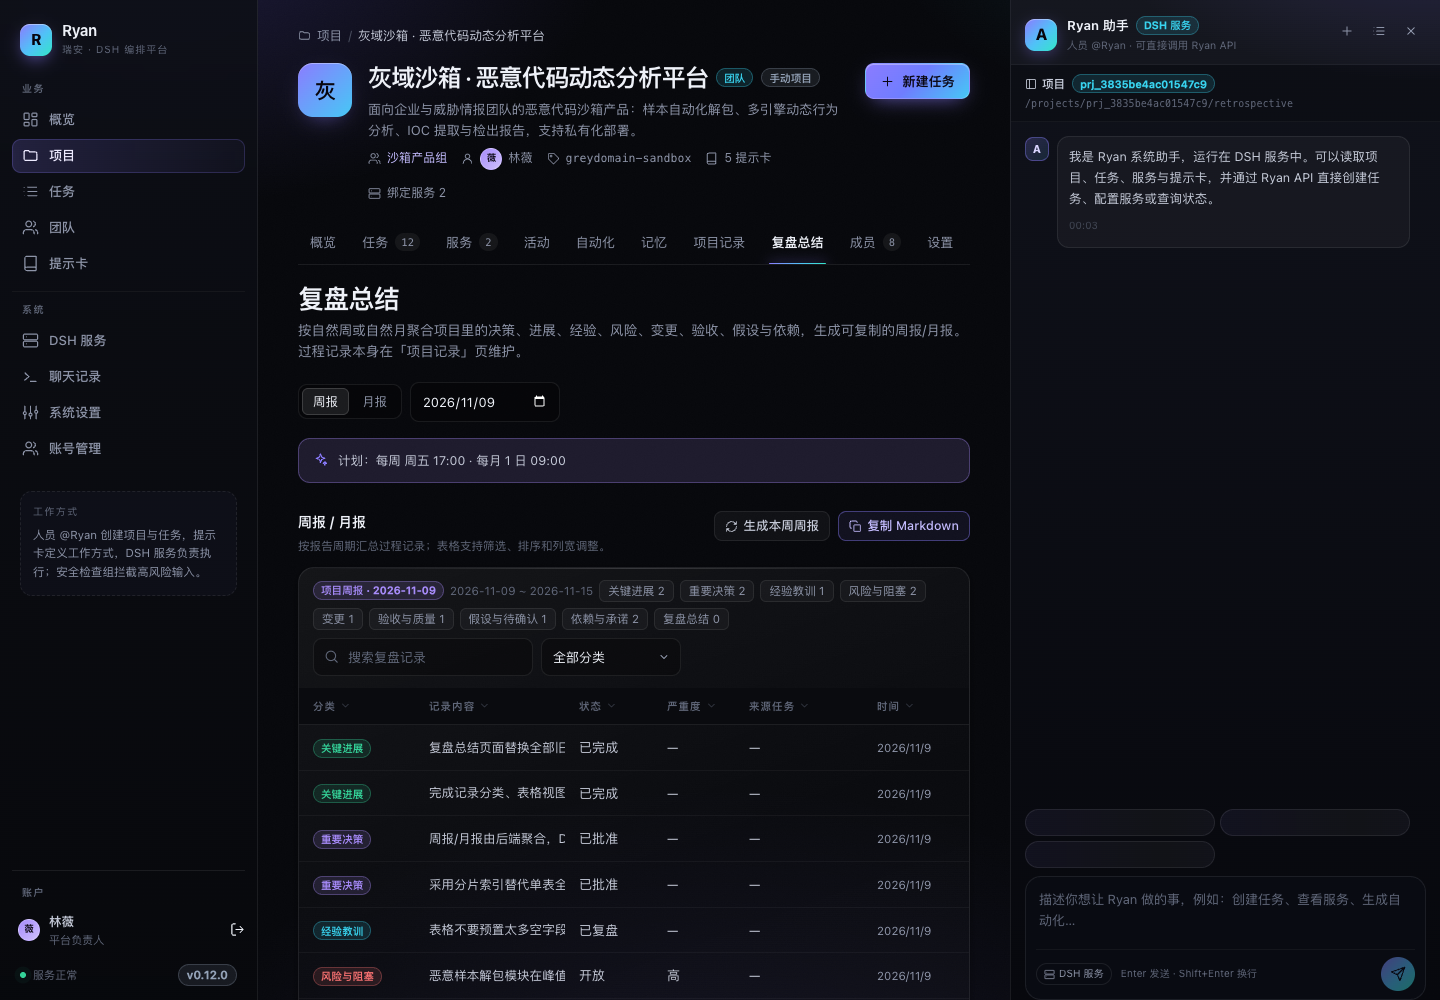 R
Ryan
瑞安 · DSH 编排平台
业务
概览
项目
任务
团队
提示卡
系统
DSH 服务
聊天记录
系统设置
账号管理
工作方式
人员 @Ryan 创建项目与任务，提示
卡定义工作方式，DSH 服务负责执
行；安全检查组拦截高风险输入。
账户
薇
林薇
平台负责人
服务正常
v0.12.0
项目 / 灰域沙箱 · 恶意代码动态分析平台
灰
灰域沙箱 · 恶意代码动态分析平台
团队
手动项目
新建任务
面向企业与威胁情报团队的恶意代码沙箱产品：样本自动化解包、多引擎动态行为
分析、IOC 提取与检出报告，支持私有化部署。
沙箱产品组
薇 林薇
greydomain-sandbox
5 提示卡
绑定服务 2
概览
任务 12
服务 2
活动
自动化
记忆
项目记录
复盘总结
成员 8
设置
复盘总结
按自然周或自然月聚合项目里的决策、进展、经验、风险、变更、验收、假设与依赖，生成可复制的周报/月报。
过程记录本身在「项目记录」页维护。
周报
月报
2026/11/09
计划：每周 周五 17:00 · 每月 1 日 09:00
周报 / 月报
按报告周期汇总过程记录；表格支持筛选、排序和列宽调整。
生成本周周报
复制 Markdown
项目周报 · 2026-11-09
2026-11-09 ~ 2026-11-15
关键进展 2
重要决策 2
经验教训 1
风险与阻塞 2
变更 1
验收与质量 1
假设与待确认 1
依赖与承诺 2
复盘总结 0
搜索复盘记录
全部分类
分类 记录内容 状态 严重度 来源任务 时间
关键进展 复盘总结页面替换全部旧 已完成 — — 2026/11/9
关键进展 完成记录分类、表格视图 已完成 — — 2026/11/9
重要决策 周报/月报由后端聚合，D 已批准 — — 2026/11/9
重要决策 采用分片索引替代单表全 已批准 — — 2026/11/9
经验教训 表格不要预置太多空字段 已复盘 — — 2026/11/9
风险与阻塞 恶意样本解包模块在峰值 开放 高 — 2026/11/9
A
Ryan 助手
DSH 服务
人员 @Ryan · 可直接调用 Ryan API
项目
prj_3835be4ac01547c9
/projects/prj_3835be4ac01547c9/retrospective
A
我是 Ryan 系统助手，运行在 DSH 服务中。可以读取项
目、任务、服务与提示卡，并通过 Ryan API 直接创建任
务、配置服务或查询状态。
00:03
描述你想让 Ryan 做的事，例如：创建任务、查看服务、生成自
动化...
DSH 服务
Enter 发送 · Shift+Enter 换行